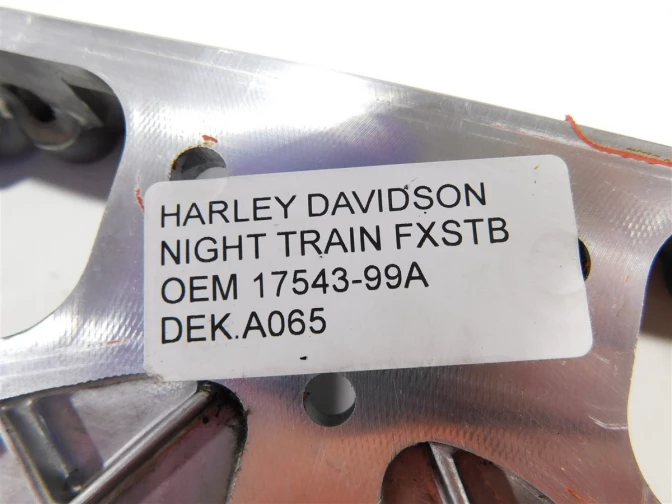 HARLEY DAVIDSON
NIGHT TRAIN FXSTB
OEM 17543-99A
DEK.A065